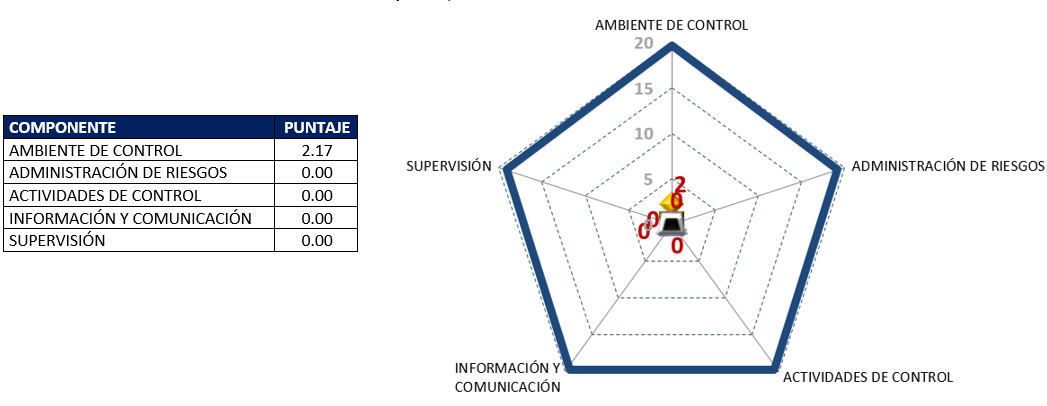 COMPONENTE PUNTAJE
AMBIENTE DE CONTROL 2.17
ADMINISTRACIÓN DE RIESGOS 0.00
ACTIVIDADES DE CONTROL 0.00
INFORMACIÓN Y COMUNICACIÓN 0.00
SUPERVISIÓN 0.00
AMBIENTE DE CONTROL
20
15
10
5
2
0
0
0
0
0
SUPERVISIÓN
ADMINISTRACIÓN DE RIESGOS
INFORMACIÓN Y
COMUNICACIÓN
ACTIVIDADES DE CONTROL